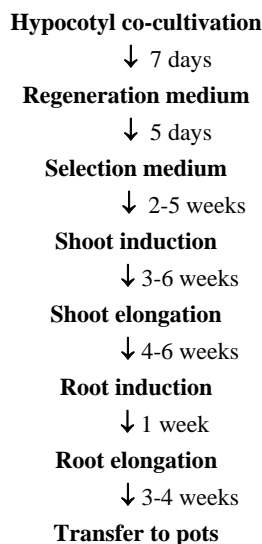 Hypocotyl co-cultivation
↓ 7 days
Regeneration medium
↓ 5 days
Selection medium
↓ 2-5 weeks
Shoot induction
↓ 3-6 weeks
Shoot elongation
↓ 4-6 weeks
Root induction
↓ 1 week
Root elongation
↓ 3-4 weeks
Transfer to pots